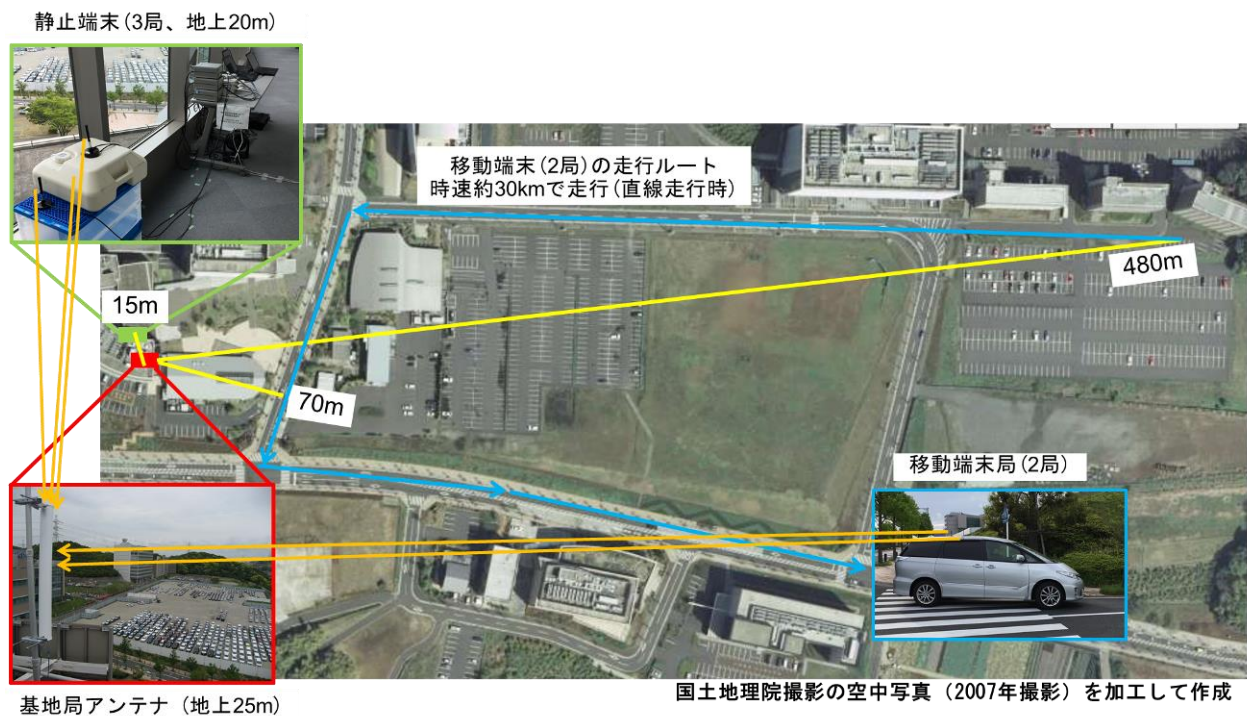 静止端末(3局、地上20m)
移動端末(2局)の走行ルート
時速約30kmで走行(直線走行時)
480m
15m
70m
移動端末局(2局)
国土地理院撮影の空中写真（2007年撮影）を加工して作成
基地局アンテナ（地上25m）